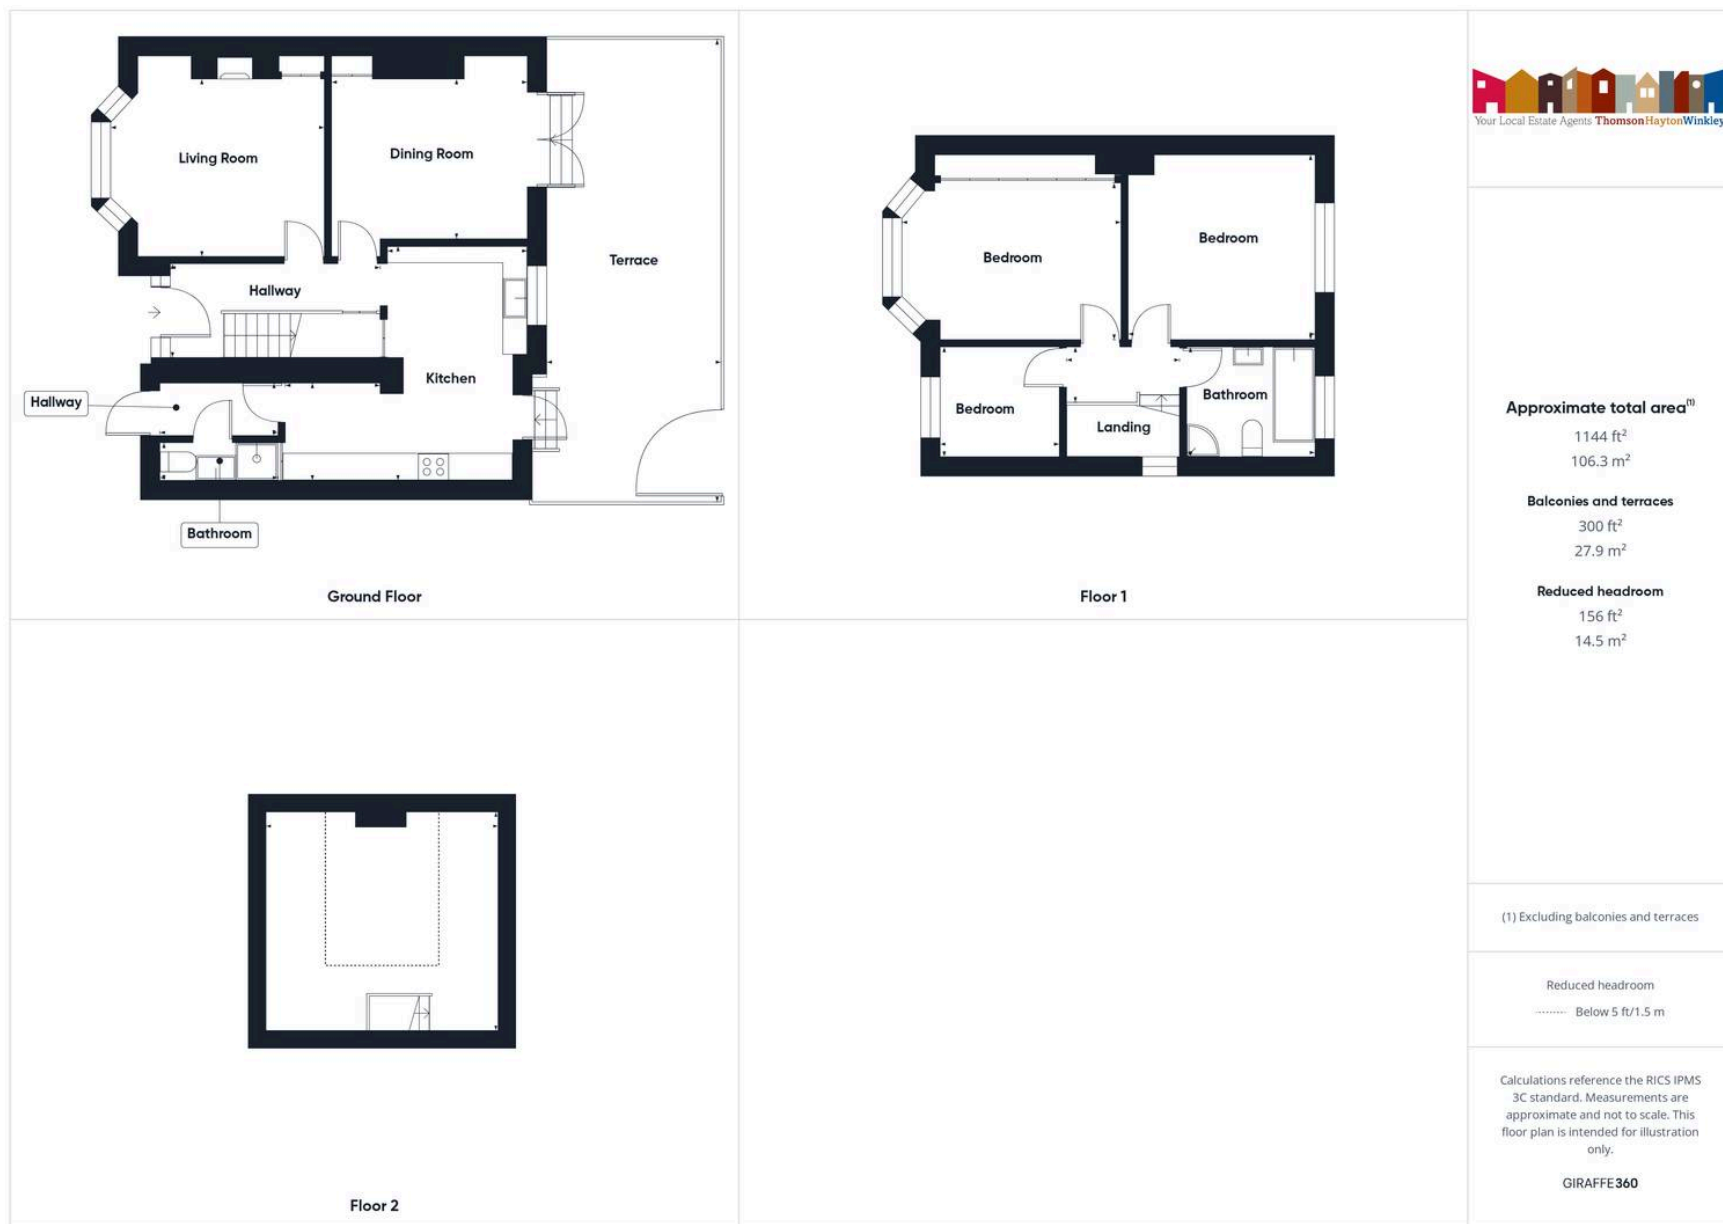 Living Room
Dining Room
Terrace
Hallway
Kitchen
Hallway
Bathroom
Ground Floor
Bedroom
Bedroom
Bedroom
Bathroom
Landing
Floor 1
Floor 2
Your Local Estate Agents ThomsonHaytonWinkley
Approximate total area(1)
1144 ft²
106.3 m²
Balconies and terraces
300 ft²
27.9 m²
Reduced headroom
156 ft²
14.5 m²
(1) Excluding balconies and terraces
Reduced headroom
Below 5 ft/1.5 m
Calculations reference the RICS IPMS
3C standard. Measurements are
approximate and not to scale. This
floor plan is intended for illustration
only.
GIRAFFE360